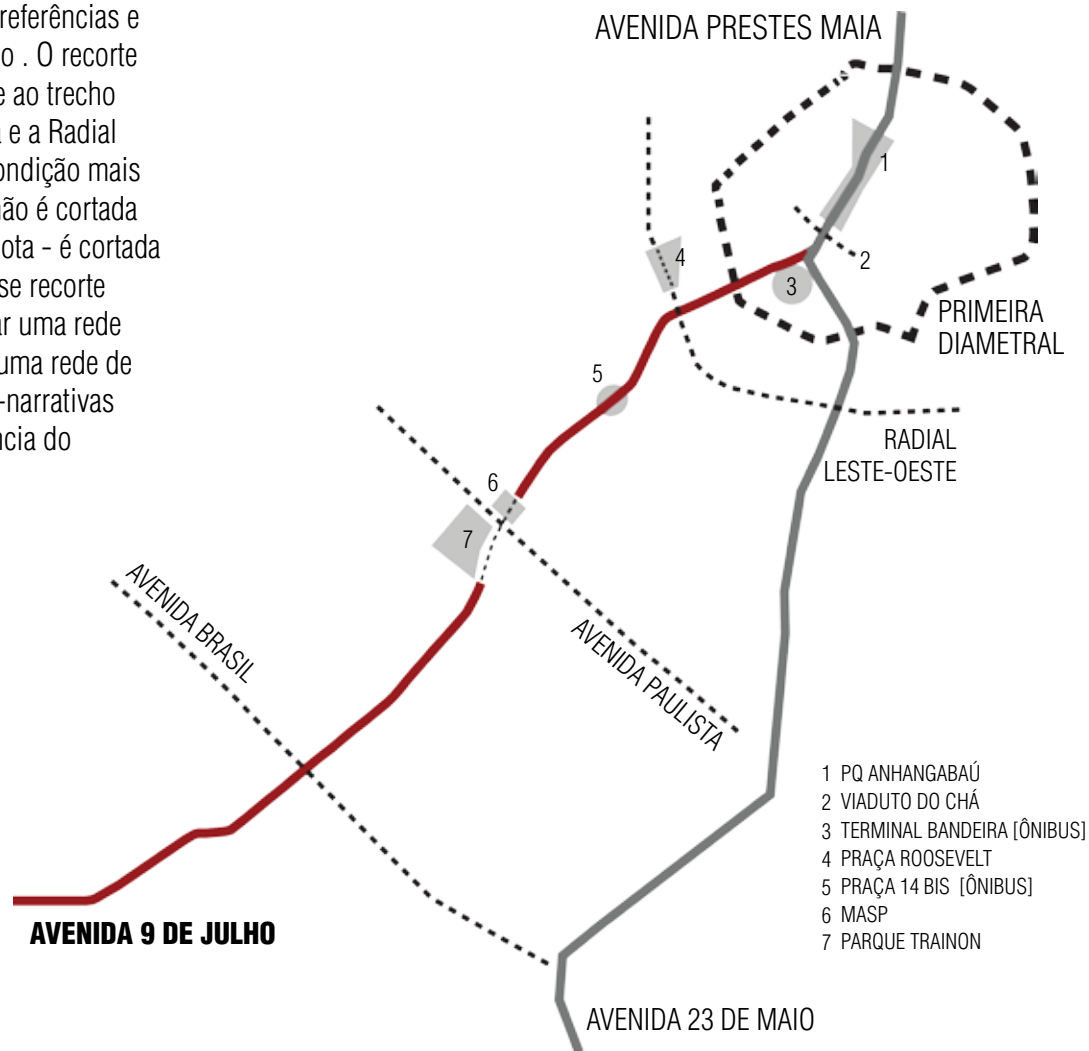 referências e
o . O recorte
e ao trecho
a e a Radial
ondição mais
não é cortada
ota - é cortada
se recorte
ar uma rede
uma rede de
-narrativas
ncia do
AVENIDA PRESTES MAIA
1
2
3
4
PRIMEIRA
DIAMETRAL
5
RADIAL
LESTE-OESTE
6
7
AVENIDA BRASIL
AVENIDA PAULISTA
1 PQ ANHANGABAÚ
2 VIADUTO DO CHÁ
3 TERMINAL BANDEIRA [ÔNIBUS]
4 PRAÇA ROOSEVELT
5 PRAÇA 14 BIS [ÔNIBUS]
6 MASP
7 PARQUE TRAINON
AVENIDA 9 DE JULHO
AVENIDA 23 DE MAIO